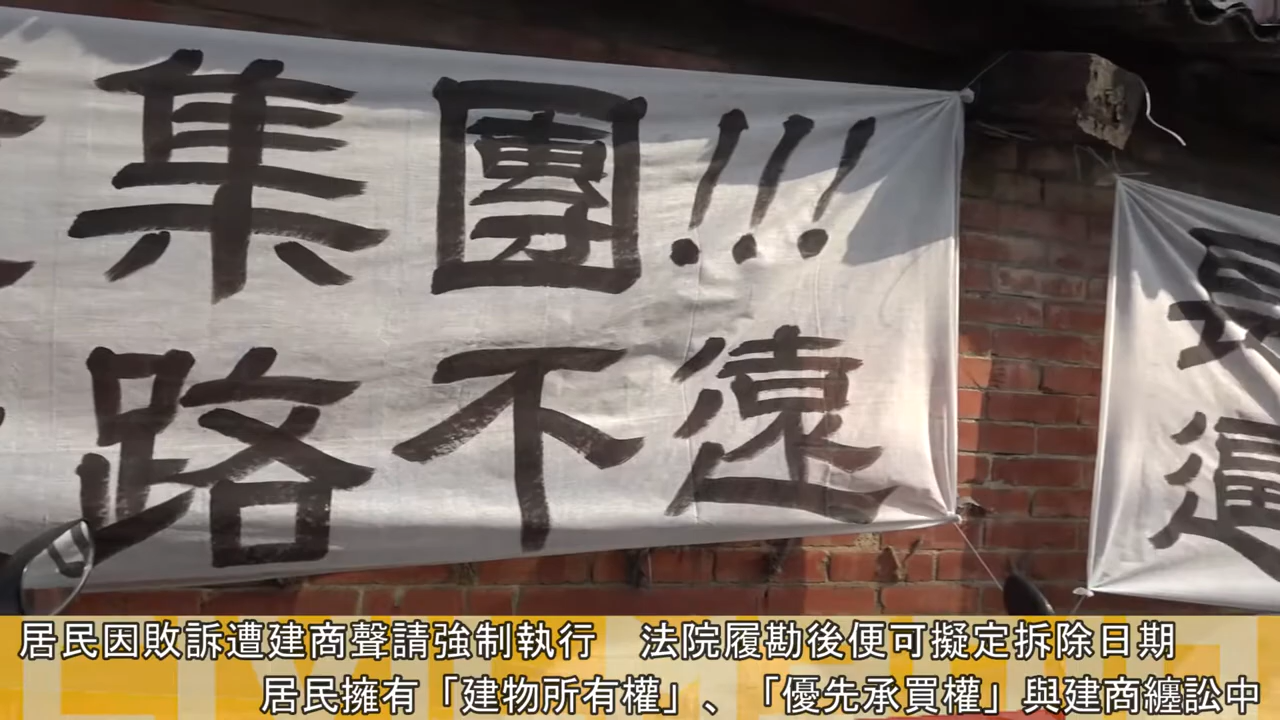 集團!!!
路不遠
長
逼
居民因敗訴遭建商聲請強制執行　法院履勘後便可擬定拆除日期
居民擁有「建物所有權」、「優先承買權」與建商纏訟中